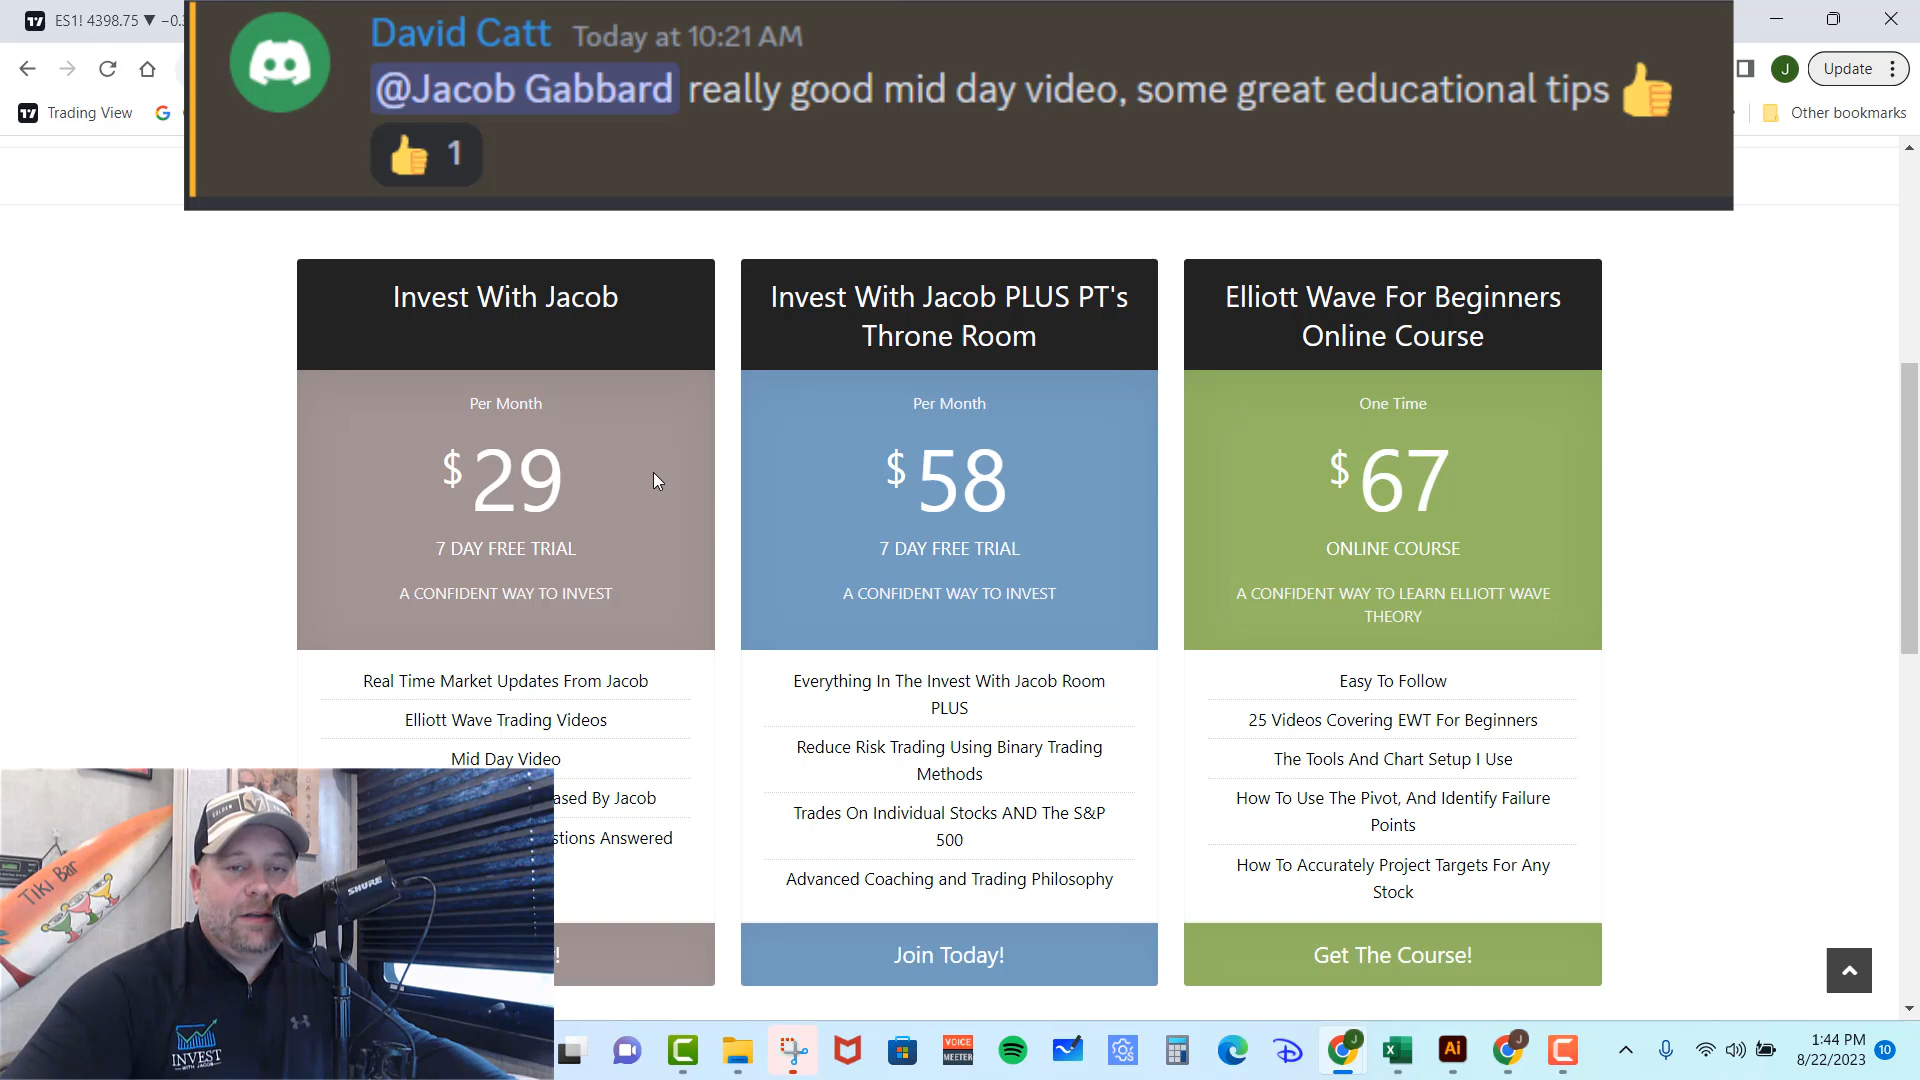 ES1! 4398.75 ▼ −0.
David Catt Today at 10:21 AM
@Jacob Gabbard really good mid day video, some great educational tips 👍
👍 1
Update
Trading View
Other bookmarks
Invest With Jacob
Per Month
$29
7 DAY FREE TRIAL
A CONFIDENT WAY TO INVEST
Real Time Market Updates From Jacob
Elliott Wave Trading Videos
Mid Day Video
ased By Jacob
stions Answered
!
Invest With Jacob PLUS PT's
Throne Room
Per Month
$58
7 DAY FREE TRIAL
A CONFIDENT WAY TO INVEST
Everything In The Invest With Jacob Room
PLUS
Reduce Risk Trading Using Binary Trading
Methods
Trades On Individual Stocks AND The S&P
500
Advanced Coaching and Trading Philosophy
Join Today!
Elliott Wave For Beginners
Online Course
One Time
$67
ONLINE COURSE
A CONFIDENT WAY TO LEARN ELLIOTT WAVE
THEORY
Easy To Follow
25 Videos Covering EWT For Beginners
The Tools And Chart Setup I Use
How To Use The Pivot, And Identify Failure
Points
How To Accurately Project Targets For Any
Stock
Get The Course!
Tiki Bar
SHURE
INVEST
WITH JACOB
VOICE
MEETER
Ai
J
J
J
1:44 PM
8/22/2023
10